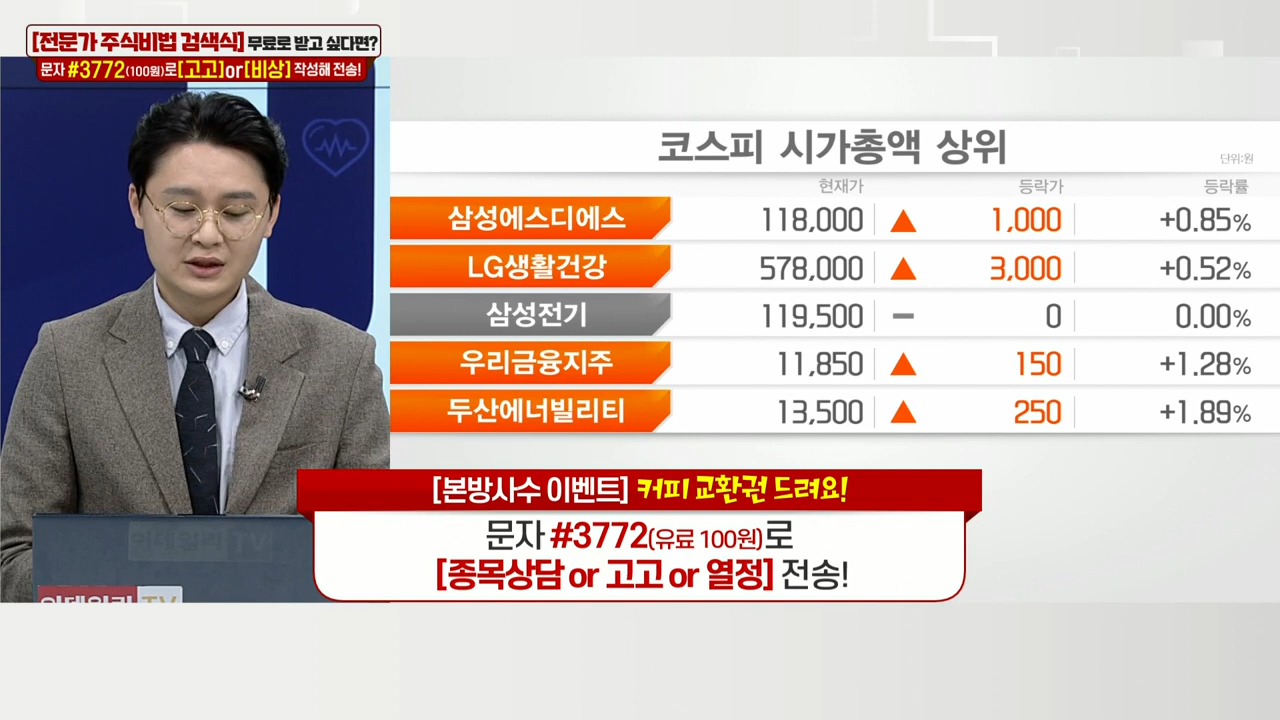 [전문가 주식비법 검색식] 무료로 받고 싶다면?
문자 #3772(100원)로[고고]or[비상] 작성해 전송!
코스피 시가총액 상위
단위:원
현재가 등락가 등락률
삼성에스디에스 118,000 ▲ 1,000 +0.85%
LG생활건강 578,000 ▲ 3,000 +0.52%
삼성전기 119,500 － 0 0.00%
우리금융지주 11,850 ▲ 150 +1.28%
두산에너빌리티 13,500 ▲ 250 +1.89%
[본방사수 이벤트] 커피 교환권 드려요!
문자 #3772(유료 100원)로
[종목상담 or 고고 or 열정] 전송!
이데일리 TV